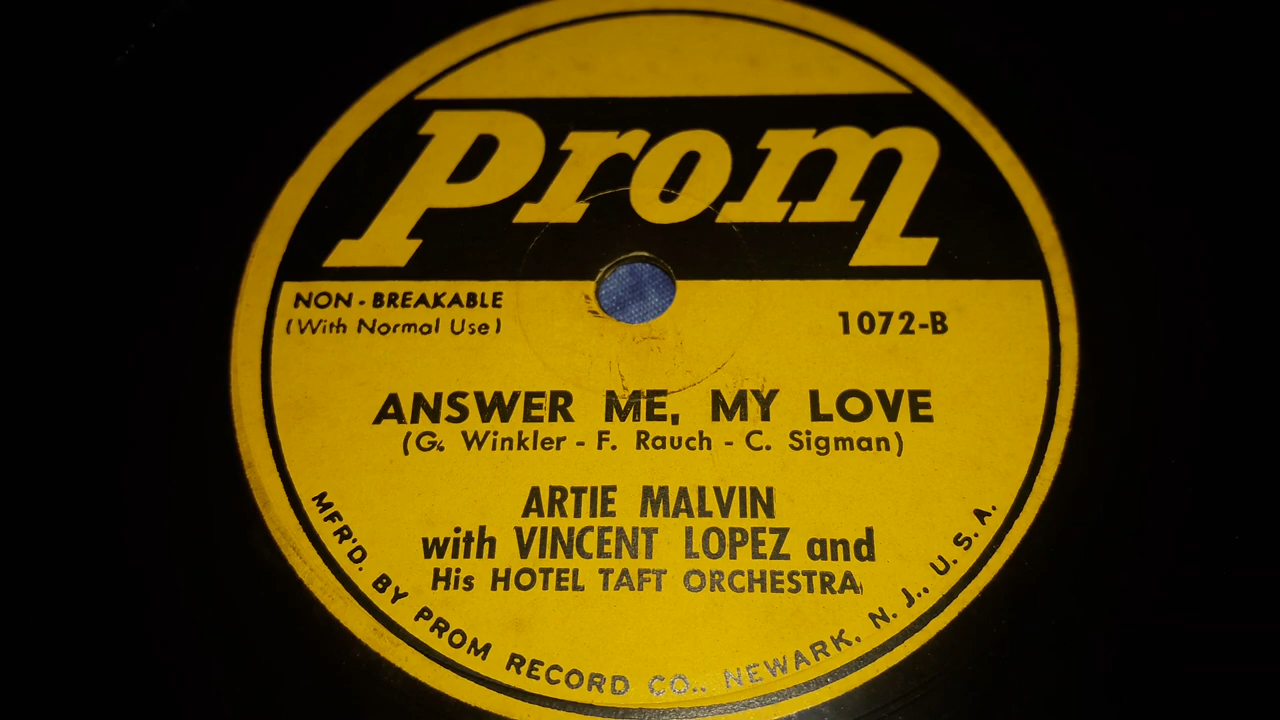 Prom
NON-BREAKABLE
(With Normal Use)
1072-B
ANSWER ME, MY LOVE
(G. Winkler - F. Rauch - C. Sigman)
ARTIE MALVIN
with VINCENT LOPEZ and
His HOTEL TAFT ORCHESTRA
MFR'D. BY PROM RECORD CO., NEWARK, N. J., U. S. A.